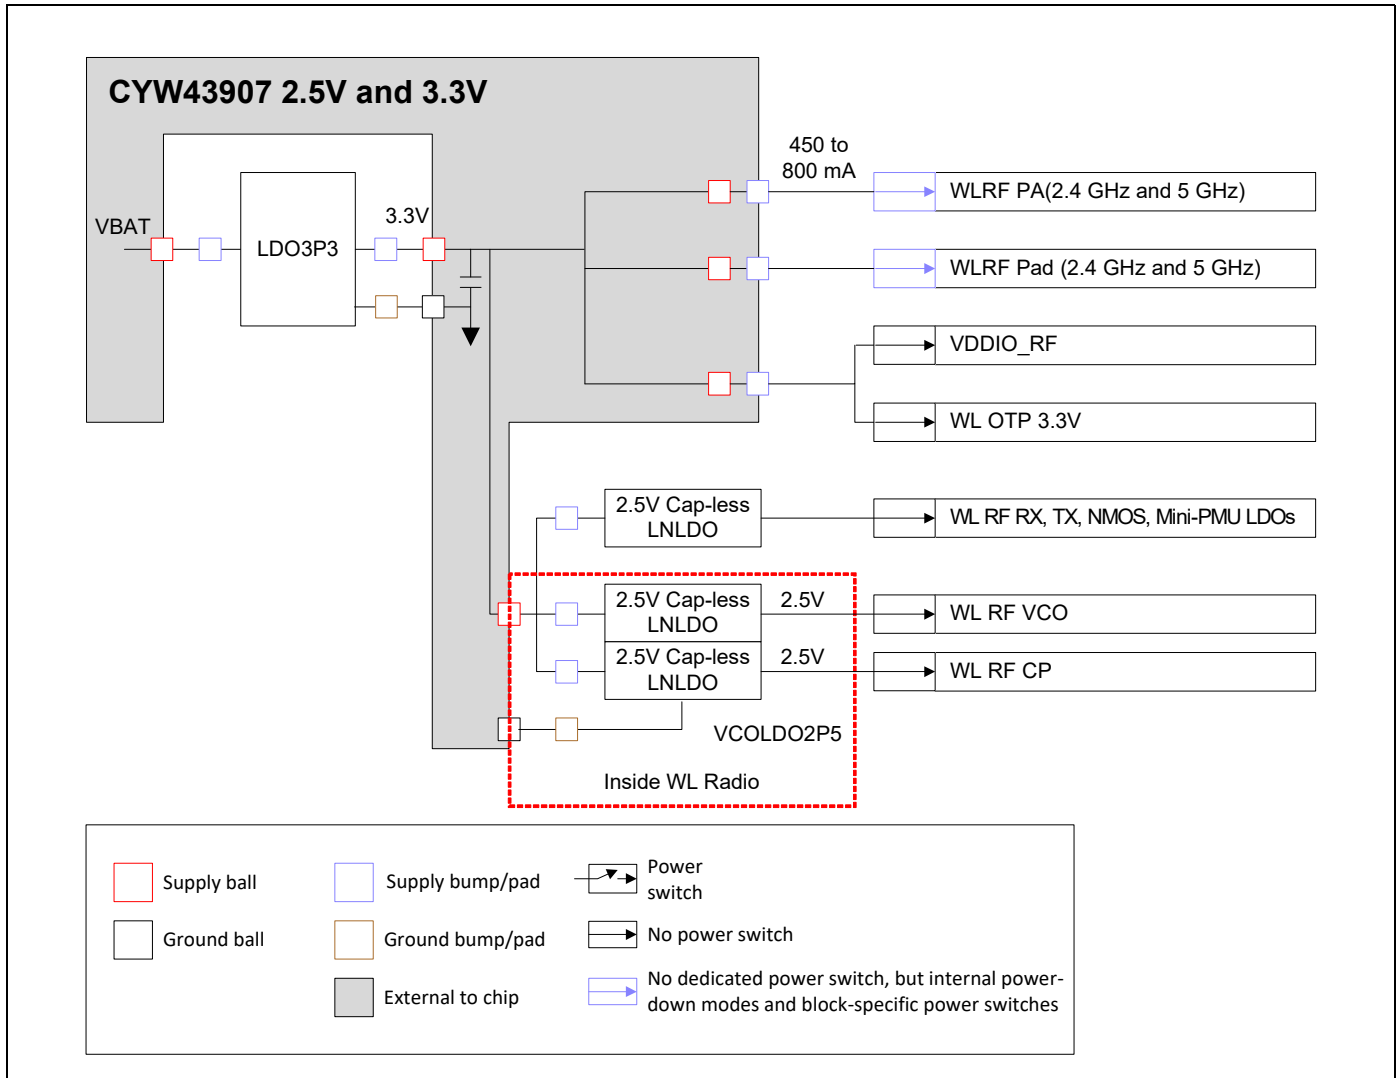 CYW43907 2.5V and 3.3V
450 to
800 mA
WLRF PA(2.4 GHz and 5 GHz)
VBAT
LDO3P3
3.3V
WLRF Pad (2.4 GHz and 5 GHz)
VDDIO_RF
WL OTP 3.3V
2.5V Cap-less
LNLDO
WL RF RX, TX, NMOS, Mini-PMU LDOs
2.5V Cap-less
LNLDO
2.5V
WL RF VCO
2.5V Cap-less
LNLDO
2.5V
WL RF CP
VCOLDO2P5
Inside WL Radio
Supply ball
Supply bump/pad
Power
switch
Ground ball
Ground bump/pad
No power switch
External to chip
No dedicated power switch, but internal power-
down modes and block-specific power switches